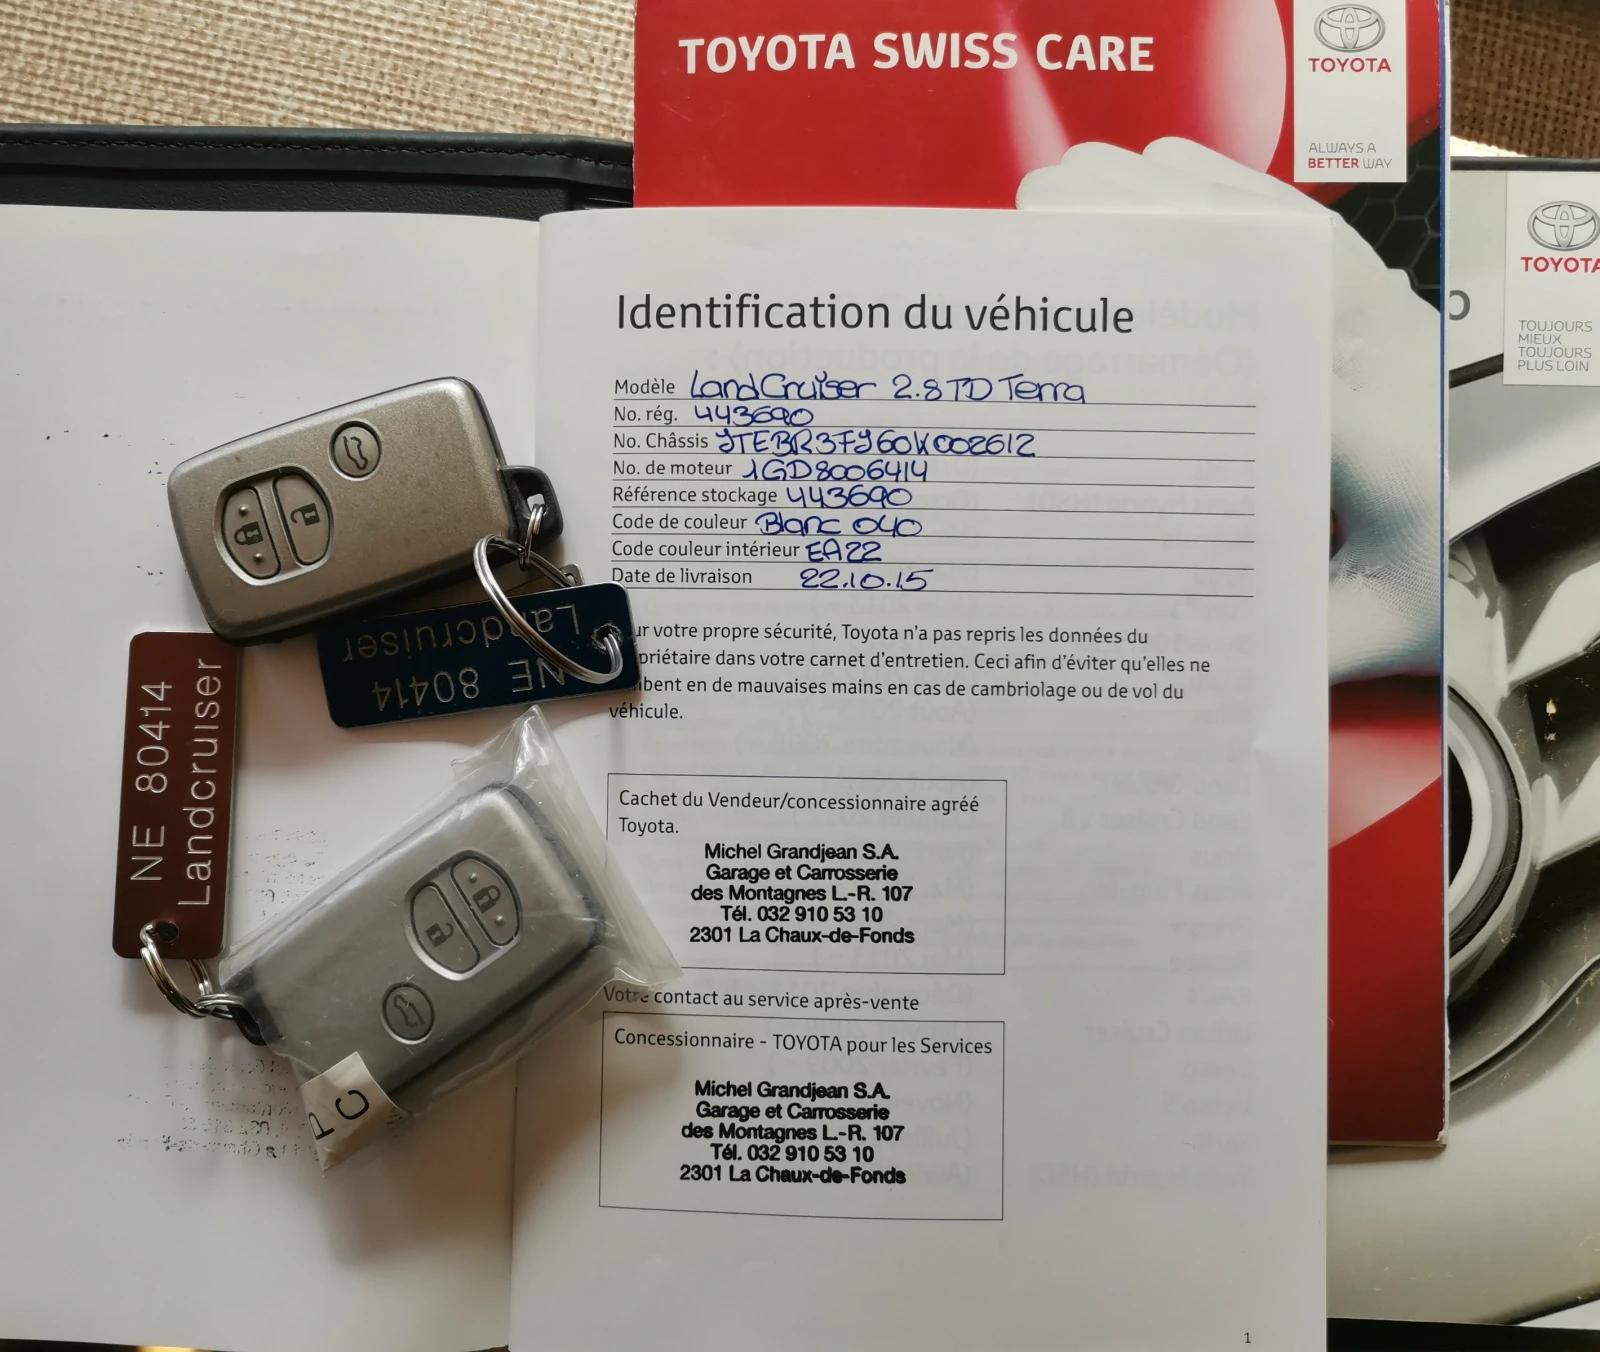 TOYOTA SWISS CARE
TOYOTA
ALWAYS A
BETTER WAY
TOYOTA
TOUJOURS
MIEUX
TOUJOURS
PLUS LOIN
Identification du véhicule
Modèle LandCruiser 2.8 TD Terra
No. rég. 443690
No. Châssis JTEBR3FJ60K002612
No. de moteur 1GD8006414
Référence stockage 443690
Code de couleur Blanc 040
Code couleur intérieur EA22
Date de livraison 22.10.15
ur votre propre sécurité, Toyota n'a pas repris les données du
priétaire dans votre carnet d'entretien. Ceci afin d'éviter qu'elles ne
bent en de mauvaises mains en cas de cambriolage ou de vol du
véhicule.
Cachet du Vendeur/concessionnaire agréé
Toyota.
Michel Grandjean S.A.
Garage et Carrosserie
des Montagnes L.-R. 107
Tél. 032 910 53 10
2301 La Chaux-de-Fonds
Votre contact au service après-vente
Concessionnaire - TOYOTA pour les Services
Michel Grandjean S.A.
Garage et Carrosserie
des Montagnes L.-R. 107
Tél. 032 910 53 10
2301 La Chaux-de-Fonds
1
NE 80414
Landcruiser
NE 80414
Landcruiser